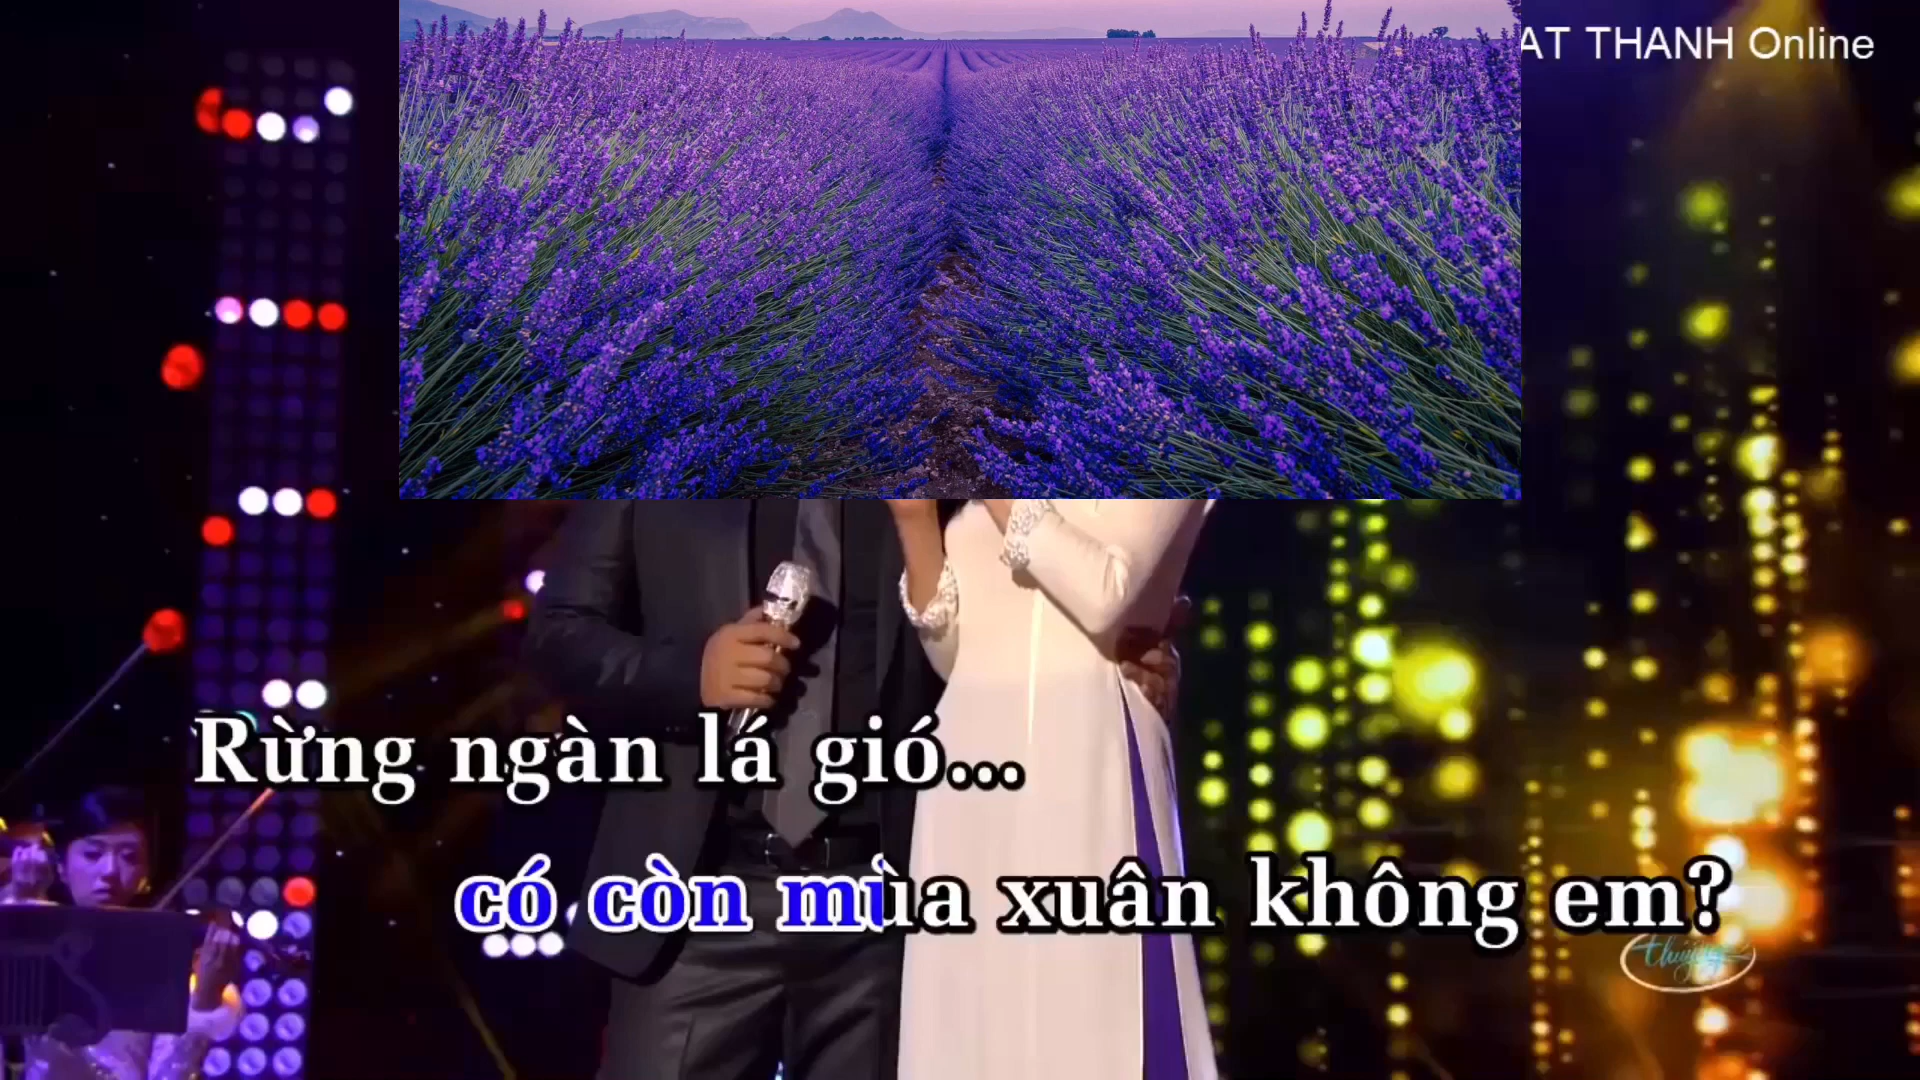 AT THANH Online
Rừng ngàn lá gió...
có còn mùa xuân không em?